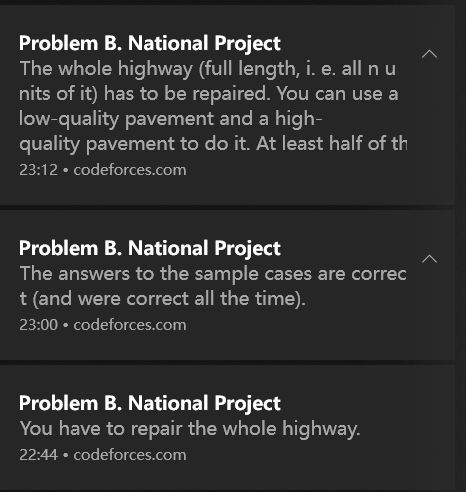 Problem B. National Project
The whole highway (full length, i. e. all n u
nits of it) has to be repaired. You can use a
low-quality pavement and a high-
quality pavement to do it. At least half of th
23:12 • codeforces.com
Problem B. National Project
The answers to the sample cases are correc
t (and were correct all the time).
23:00 • codeforces.com
Problem B. National Project
You have to repair the whole highway.
22:44 • codeforces.com